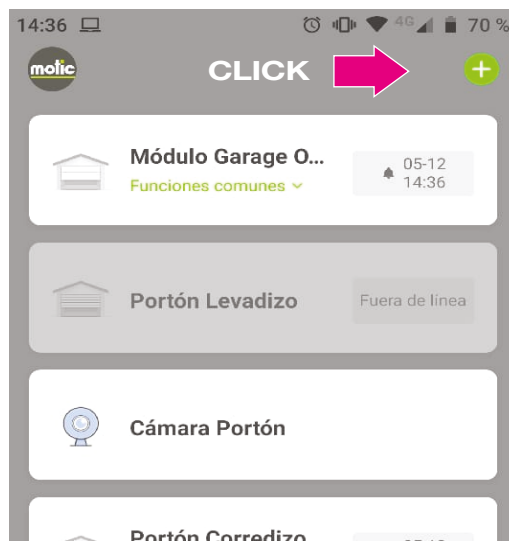 14:36 4G 70 %
motic CLICK +
Módulo Garage O... 05-12
Funciones comunes 14:36
Portón Levadizo Fuera de línea
Cámara Portón
Portón Corredizo